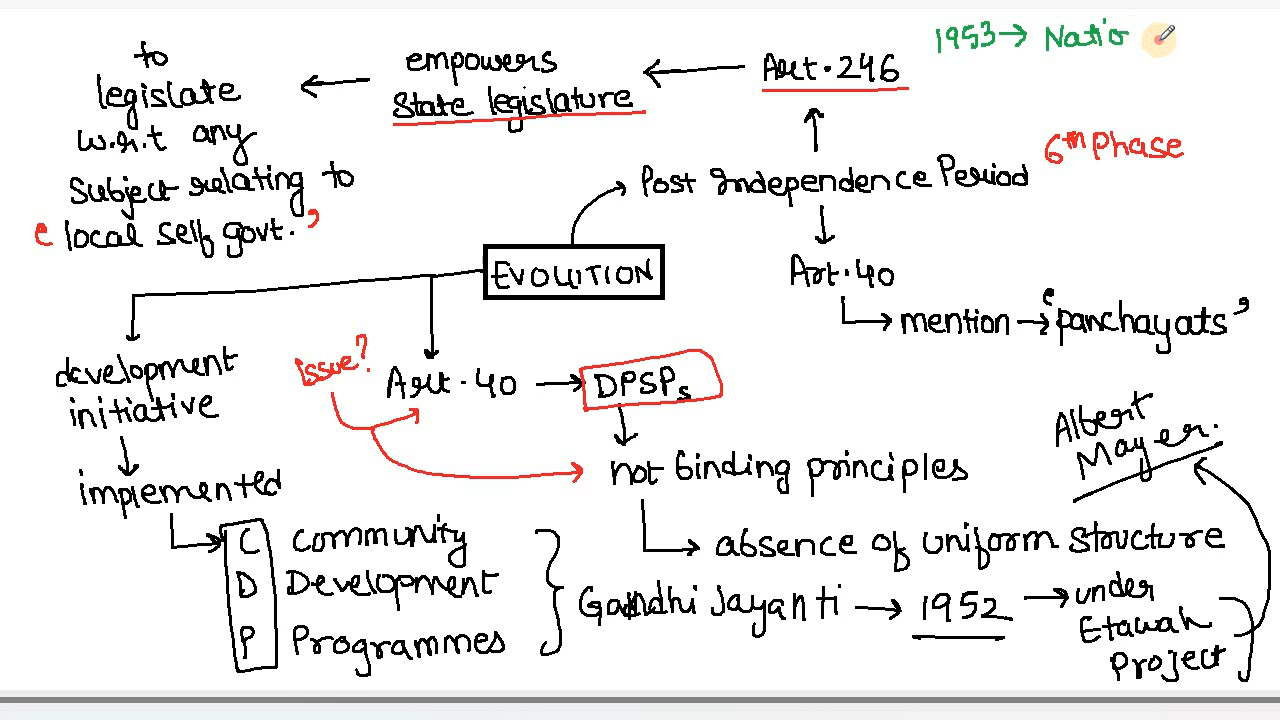 1953 → Natio
to
legislate
w.r.t any
subject relating to
' local self govt. '
empowers
State legislature
Art. 246
6th Phase
Post Independence Period
EVOLUTION
Art. 40
mention → 'panchayats'
development
initiative
implemented
issue?
Art. 40 → DPSPs
not binding principles
absence of uniform structure
Albert
Mayer.
C Community
D Development
P Programmes
Gandhi Jayanti → 1952 → under
Etawah
Project